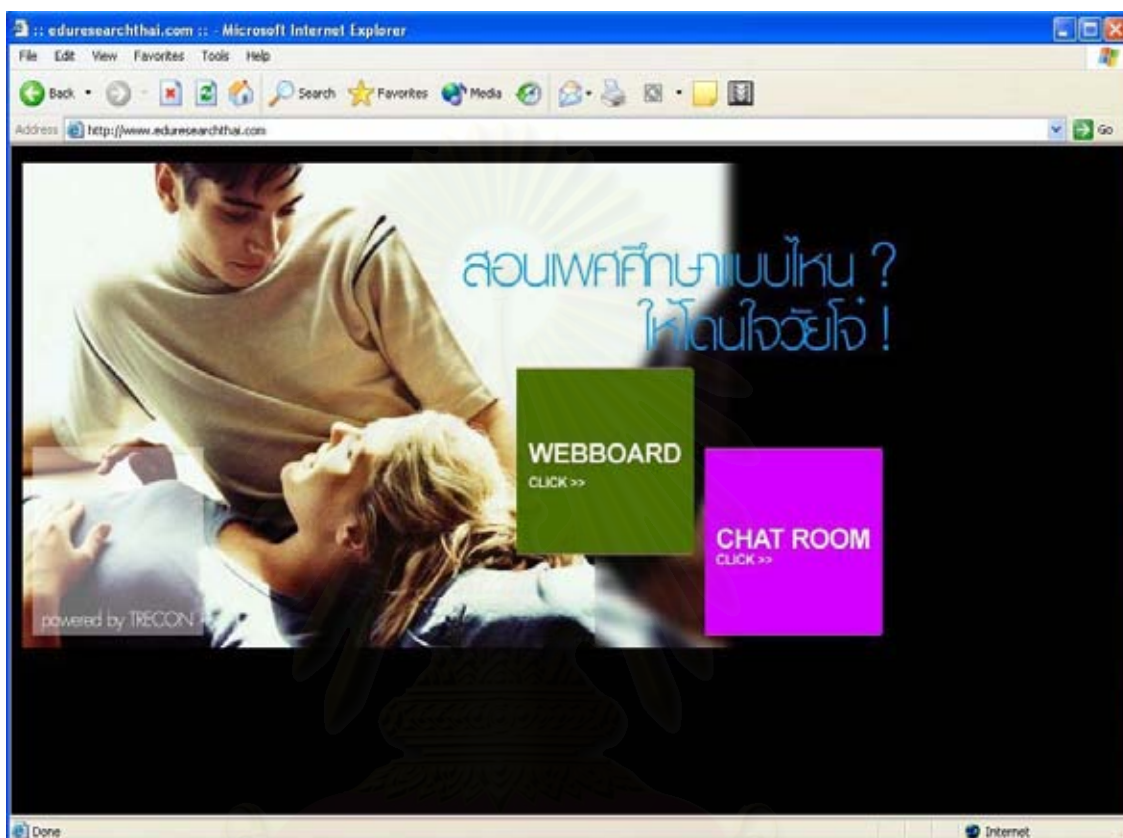 :: eduresearchthai.com :: - Microsoft Internet Explorer
File Edit View Favorites Tools Help
Back Search Favorites Media
Address http://www.eduresearchthai.com Go
สอนเพศศึกษาแบบไหน ?
ให้โดนใจวัยโจ๋ !
WEBBOARD
CLICK >>
CHAT ROOM
CLICK >>
powered by TRECON
Done Internet